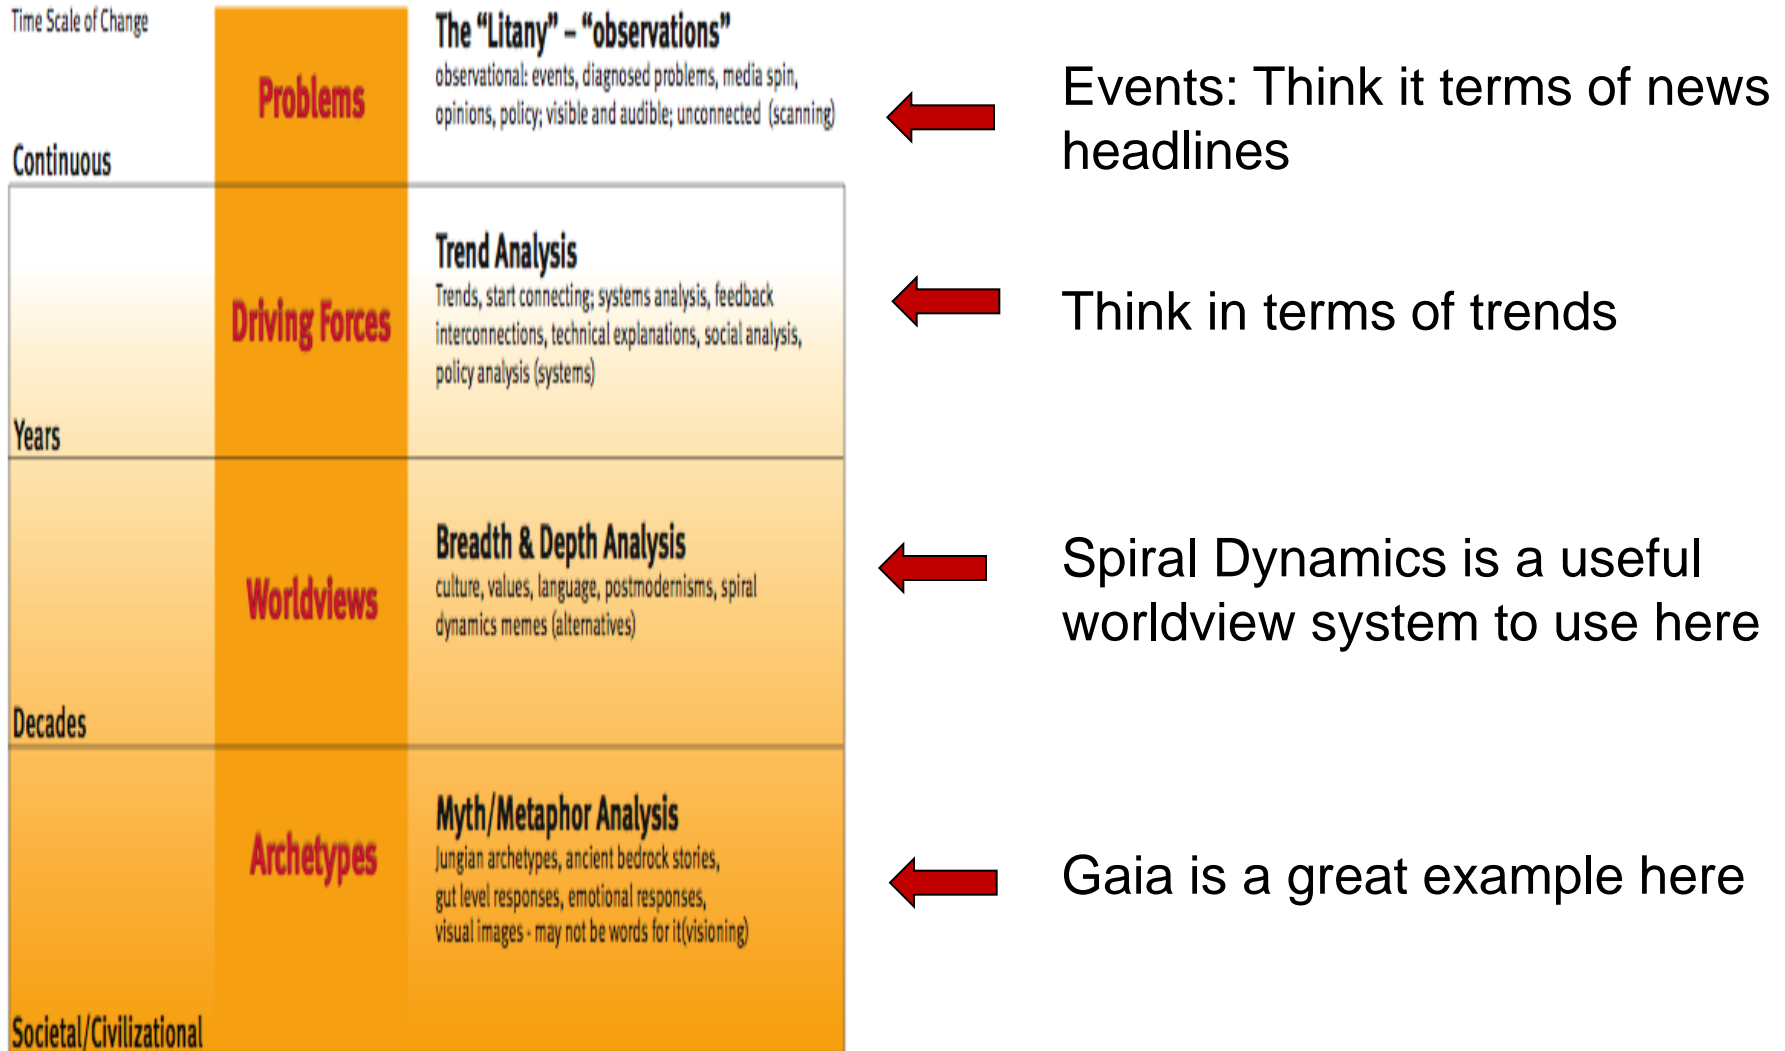 Time Scale of Change
Problems
The “Litany” – “observations”
observational: events, diagnosed problems, media spin,
opinions, policy; visible and audible; unconnected (scanning)
Events: Think it terms of news
headlines
Continuous
Driving Forces
Trend Analysis
Trends, start connecting; systems analysis, feedback
interconnections, technical explanations, social analysis,
policy analysis (systems)
Think in terms of trends
Years
Worldviews
Breadth & Depth Analysis
culture, values, language, postmodernisms, spiral
dynamics memes (alternatives)
Spiral Dynamics is a useful
worldview system to use here
Decades
Archetypes
Myth/Metaphor Analysis
Jungian archetypes, ancient bedrock stories,
gut level responses, emotional responses,
visual images - may not be words for it(visioning)
Gaia is a great example here
Societal/Civilizational